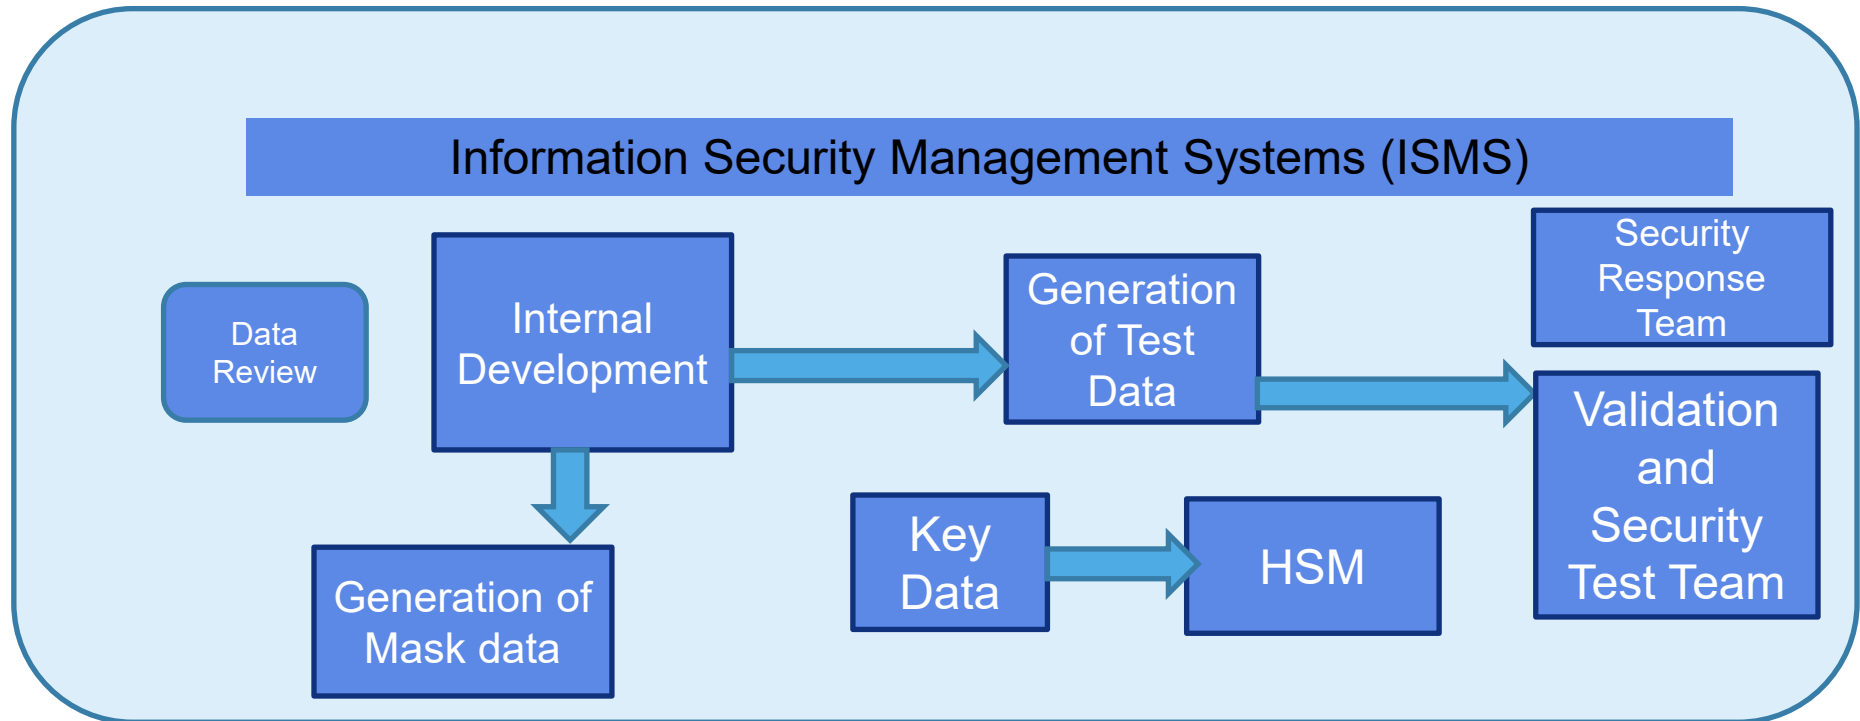 Information Security Management Systems (ISMS)
Data
Review
Internal
Development
Generation
of Test
Data
Security
Response
Team
Validation
and
Security
Test Team
Generation of
Mask data
Key
Data
HSM